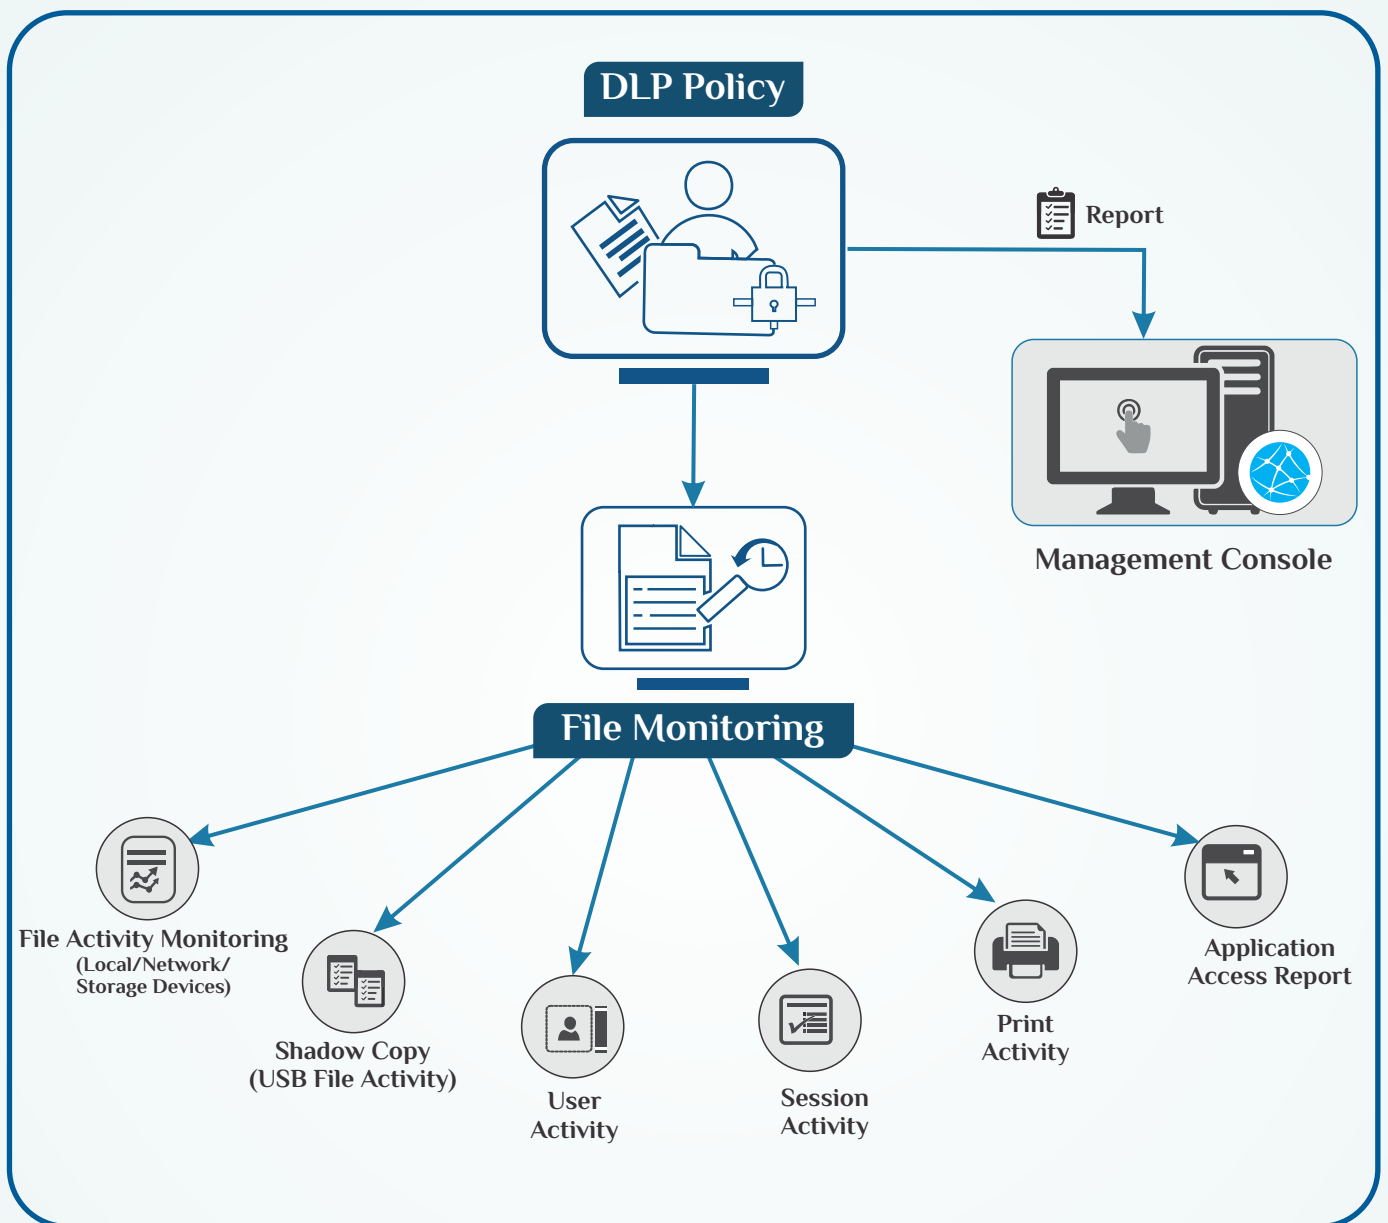 DLP Policy
Report
Management Console
File Monitoring
File Activity Monitoring
(Local/Network/
Storage Devices)
Shadow Copy
(USB File Activity)
User
Activity
Session
Activity
Print
Activity
Application
Access Report